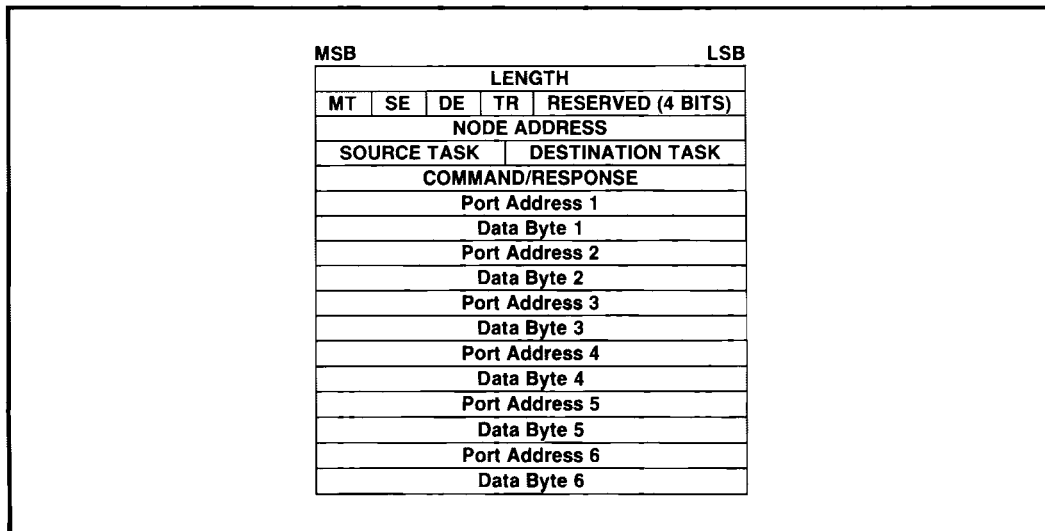 MSB LSB
LENGTH
MT SE DE TR RESERVED (4 BITS)
NODE ADDRESS
SOURCE TASK DESTINATION TASK
COMMAND/RESPONSE
Port Address 1
Data Byte 1
Port Address 2
Data Byte 2
Port Address 3
Data Byte 3
Port Address 4
Data Byte 4
Port Address 5
Data Byte 5
Port Address 6
Data Byte 6